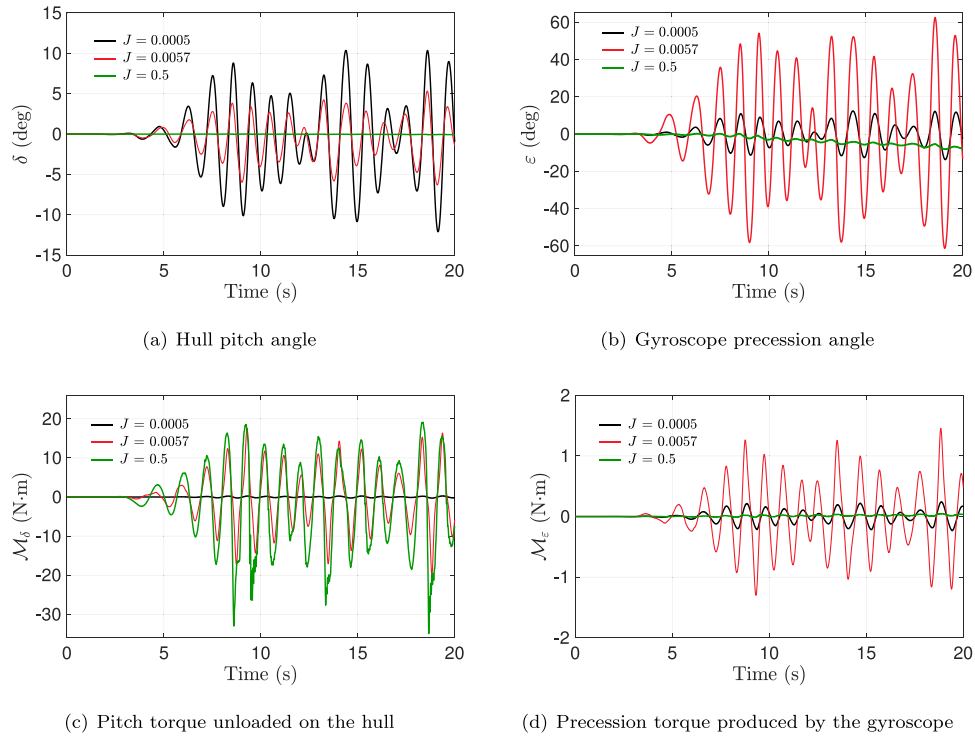 15
10
5
0
-5
-10
-15
δ (deg)
J = 0.0005
J = 0.0057
J = 0.5
0 5 10 15 20
Time (s)
(a) Hull pitch angle
60
40
20
0
-20
-40
-60
ε (deg)
J = 0.0005
J = 0.0057
J = 0.5
0 5 10 15 20
Time (s)
(b) Gyroscope precession angle
20
10
0
-10
-20
-30
ℳδ (N·m)
J = 0.0005
J = 0.0057
J = 0.5
0 5 10 15 20
Time (s)
(c) Pitch torque unloaded on the hull
2
1
0
-1
-2
ℳε (N·m)
J = 0.0005
J = 0.0057
J = 0.5
0 5 10 15 20
Time (s)
(d) Precession torque produced by the gyroscope